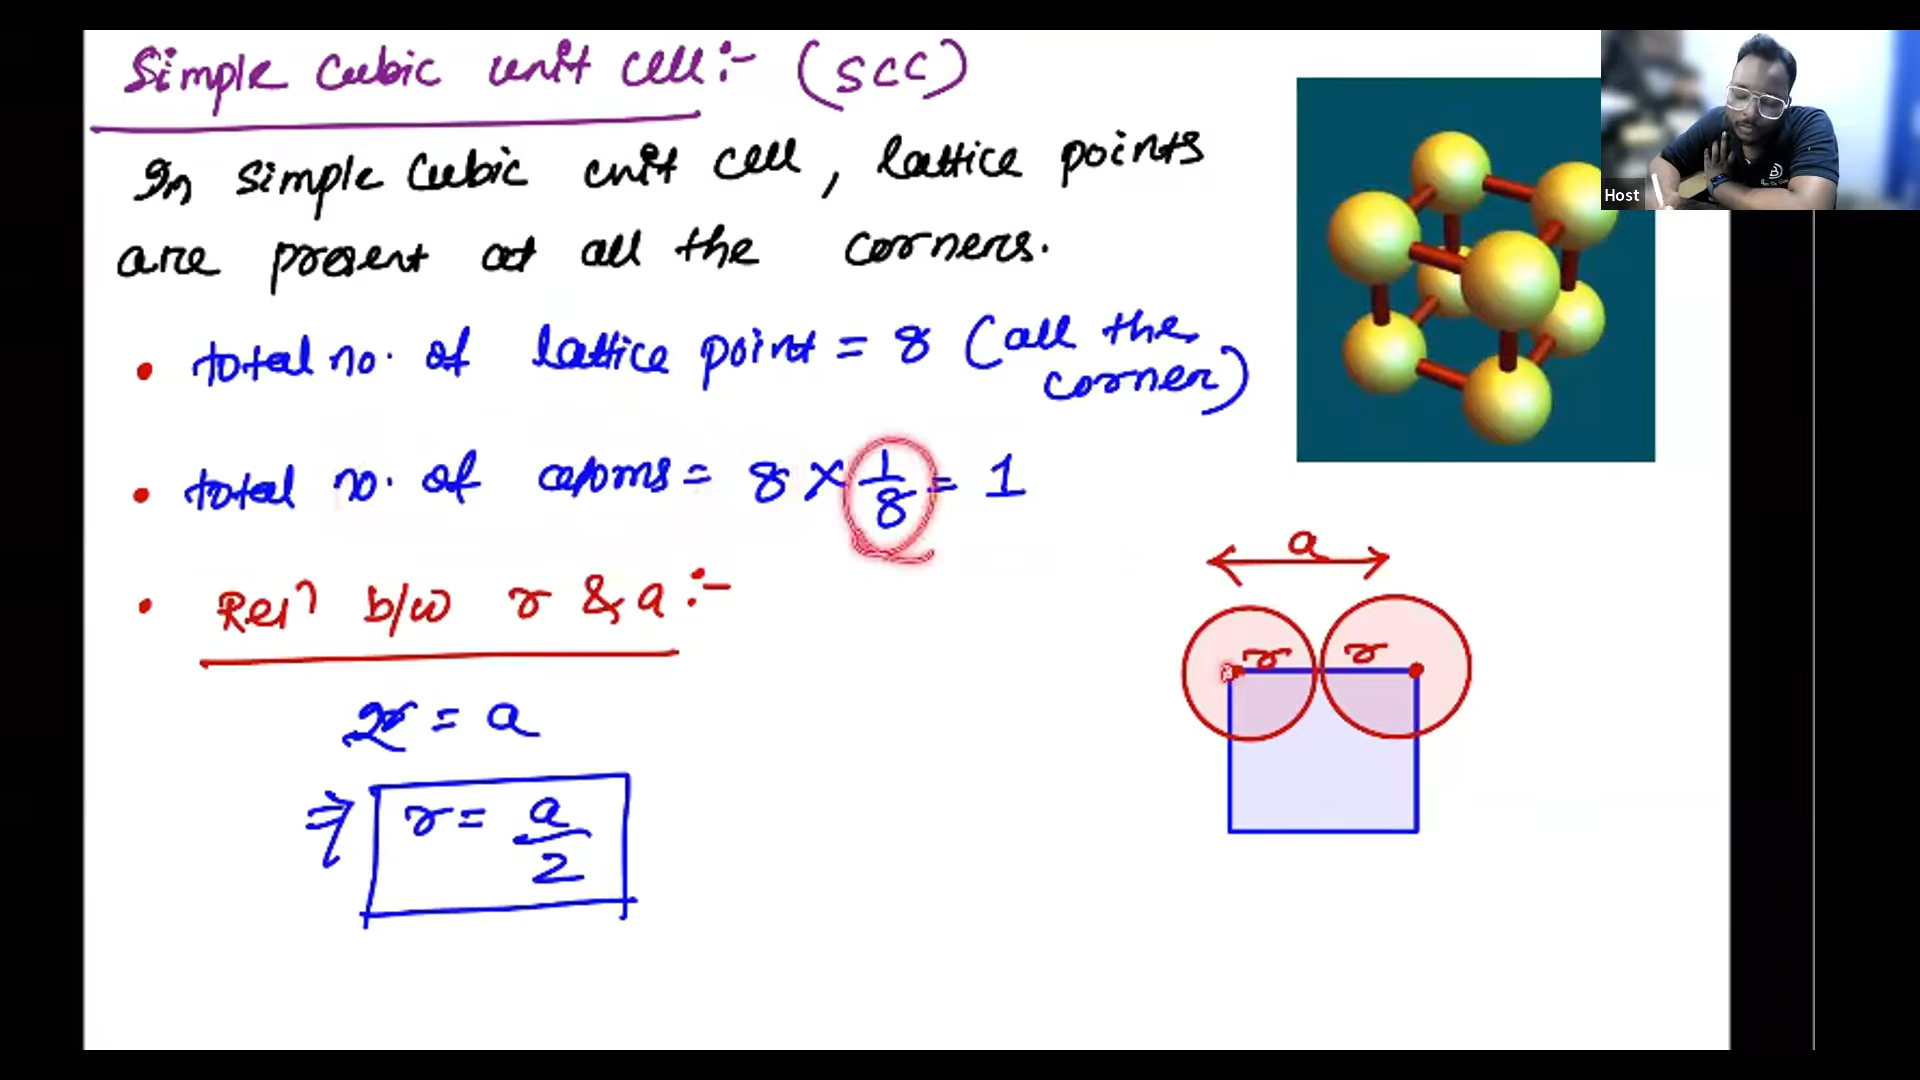 Simple Cubic unit cell :- (SCC)
In simple Cubic unit cell, lattice points
are present at all the corners.
• total no. of lattice point = 8 (all the
corner)
• total no. of atoms = 8 × 1/8 = 1
• Relⁿ b/w r & a :-
2r = a
⇒ r = a/2
a
r r
Host